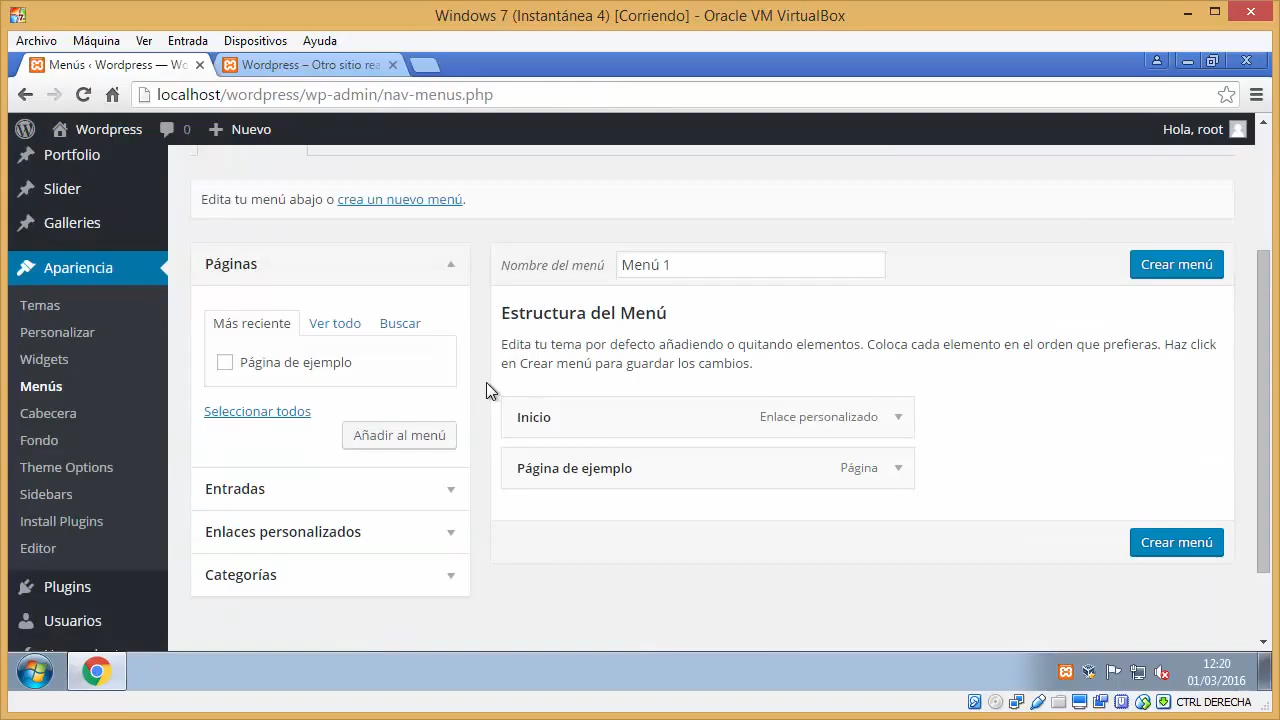 Windows 7 (Instantánea 4) [Corriendo] - Oracle VM VirtualBox
Archivo Máquina Ver Entrada Dispositivos Ayuda
Menús ‹ Wordpress — Wo
Wordpress – Otro sitio rea
localhost/wordpress/wp-admin/nav-menus.php
Wordpress 0 Nuevo
Hola, root
Portfolio
Slider
Galleries
Apariencia
Temas
Personalizar
Widgets
Menús
Cabecera
Fondo
Theme Options
Sidebars
Install Plugins
Editor
Plugins
Usuarios
Edita tu menú abajo o crea un nuevo menú.
Páginas
Más reciente Ver todo Buscar
Página de ejemplo
Seleccionar todos
Añadir al menú
Entradas
Enlaces personalizados
Categorías
Nombre del menú Menú 1 Crear menú
Estructura del Menú
Edita tu tema por defecto añadiendo o quitando elementos. Coloca cada elemento en el orden que prefieras. Haz click
en Crear menú para guardar los cambios.
Inicio Enlace personalizado
Página de ejemplo Página
Crear menú
12:20
01/03/2016
CTRL DERECHA